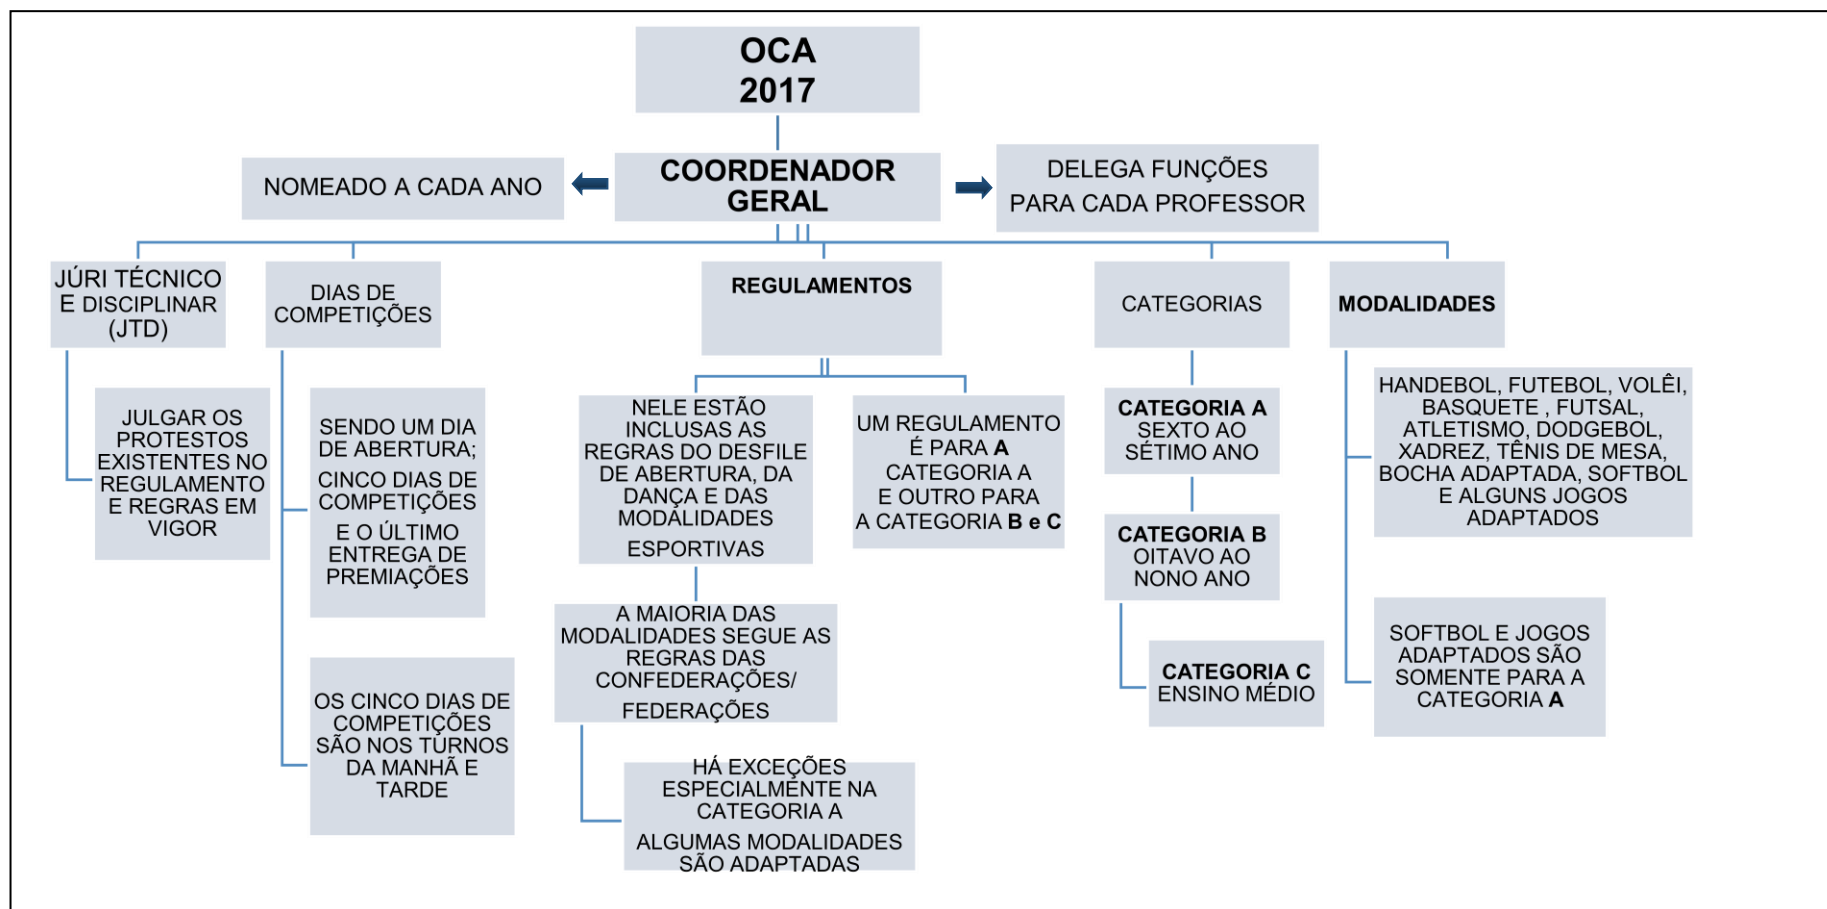 OCA
2017
NOMEADO A CADA ANO
COORDENADOR
GERAL
DELEGA FUNÇÕES
PARA CADA PROFESSOR
JÚRI TÉCNICO
E DISCIPLINAR
(JTD)
DIAS DE
COMPETIÇÕES
REGULAMENTOS
CATEGORIAS
MODALIDADES
JULGAR OS
PROTESTOS
EXISTENTES NO
REGULAMENTO
E REGRAS EM
VIGOR
SENDO UM DIA
DE ABERTURA;
CINCO DIAS DE
COMPETIÇÕES
E O ÚLTIMO
ENTREGA DE
PREMIAÇÕES
OS CINCO DIAS DE
COMPETIÇÕES
SÃO NOS TURNOS
DA MANHÃ E
TARDE
NELE ESTÃO
INCLUSAS AS
REGRAS DO DESFILE
DE ABERTURA, DA
DANÇA E DAS
MODALIDADES
ESPORTIVAS
UM REGULAMENTO
É PARA A
CATEGORIA A
E OUTRO PARA
A CATEGORIA B e C
A MAIORIA DAS
MODALIDADES SEGUE AS
REGRAS DAS
CONFEDERAÇÕES/
FEDERAÇÕES
HÁ EXCEÇÕES
ESPECIALMENTE NA
CATEGORIA A
ALGUMAS MODALIDADES
SÃO ADAPTADAS
CATEGORIA A
SEXTO AO
SÉTIMO ANO
CATEGORIA B
OITAVO AO
NONO ANO
CATEGORIA C
ENSINO MÉDIO
HANDEBOL, FUTEBOL, VOLÊI,
BASQUETE , FUTSAL,
ATLETISMO, DODGEBOL,
XADREZ, TÊNIS DE MESA,
BOCHA ADAPTADA, SOFTBOL
E ALGUNS JOGOS
ADAPTADOS
SOFTBOL E JOGOS
ADAPTADOS SÃO
SOMENTE PARA A
CATEGORIA A